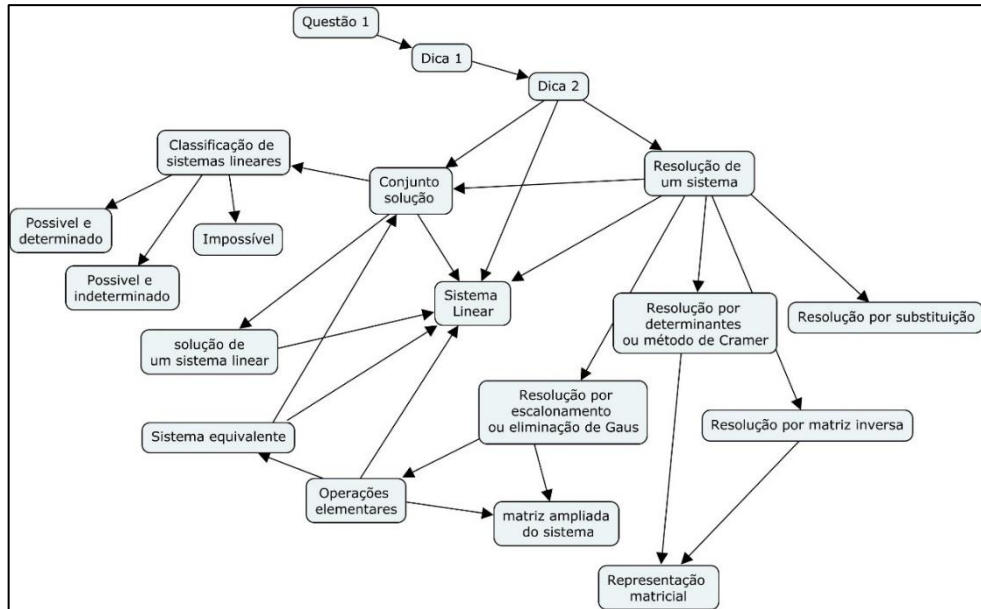 Questão 1
Dica 1
Dica 2
Classificação de
sistemas lineares
Conjunto
solução
Resolução de
um sistema
Possivel e
determinado
Impossível
Possivel e
indeterminado
Sistema
Linear
Resolução por
determinantes
ou método de Cramer
Resolução por substituição
solução de
um sistema linear
Resolução por
escalonamento
ou eliminação de Gaus
Resolução por matriz inversa
Sistema equivalente
Operações
elementares
matriz ampliada
do sistema
Representação
matricial